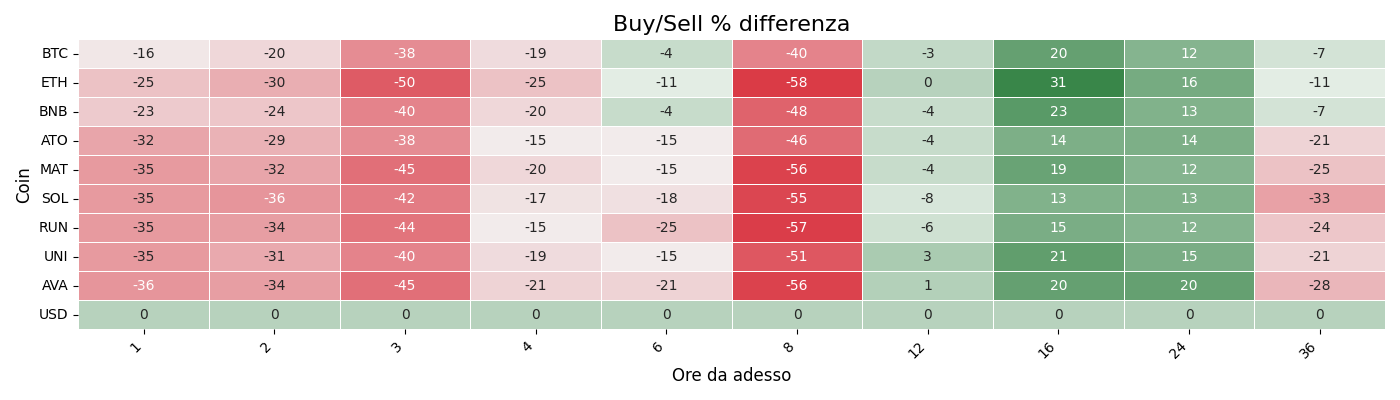 Buy/Sell % differenza
Coin
BTC -16 -20 -38 -19 -4 -40 -3 20 12 -7
ETH -25 -30 -50 -25 -11 -58 0 31 16 -11
BNB -23 -24 -40 -20 -4 -48 -4 23 13 -7
ATO -32 -29 -38 -15 -15 -46 -4 14 14 -21
MAT -35 -32 -45 -20 -15 -56 -4 19 12 -25
SOL -35 -36 -42 -17 -18 -55 -8 13 13 -33
RUN -35 -34 -44 -15 -25 -57 -6 15 12 -24
UNI -35 -31 -40 -19 -15 -51 3 21 15 -21
AVA -36 -34 -45 -21 -21 -56 1 20 20 -28
USD 0 0 0 0 0 0 0 0 0 0
1 2 3 4 6 8 12 16 24 36
Ore da adesso